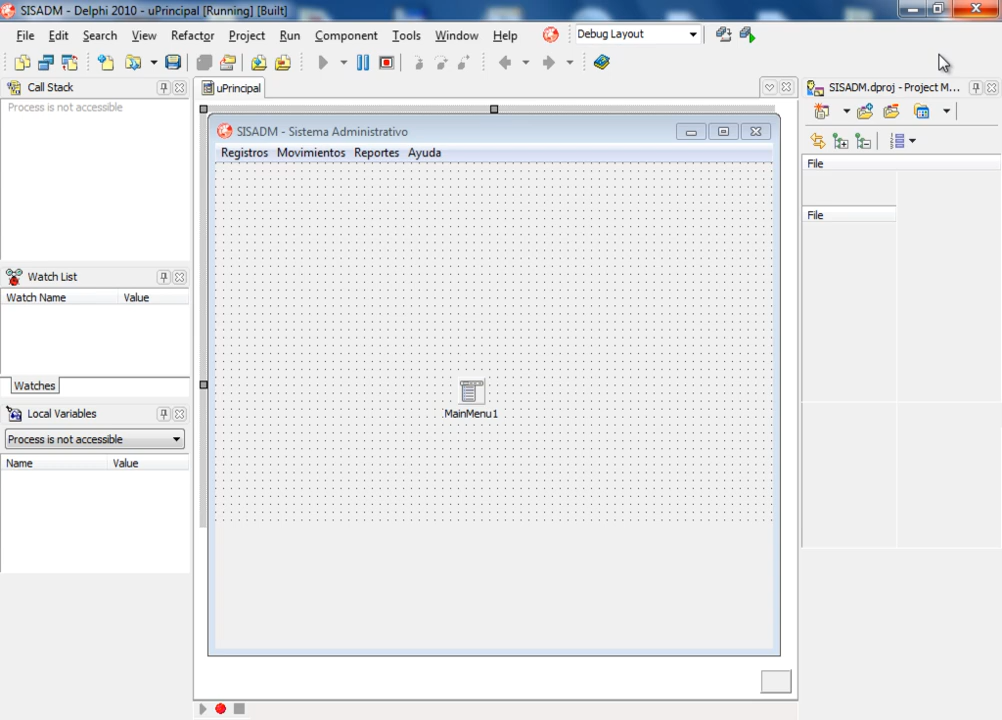 SISADM - Delphi 2010 - uPrincipal [Running] [Built]
File Edit Search View Refactor Project Run Component Tools Window Help Debug Layout
Call Stack
Process is not accessible
uPrincipal
SISADM.dproj - Project M...
File
File
SISADM - Sistema Administrativo
Registros Movimientos Reportes Ayuda
MainMenu1
Watch List
Watch Name Value
Watches
Local Variables
Process is not accessible
Name Value